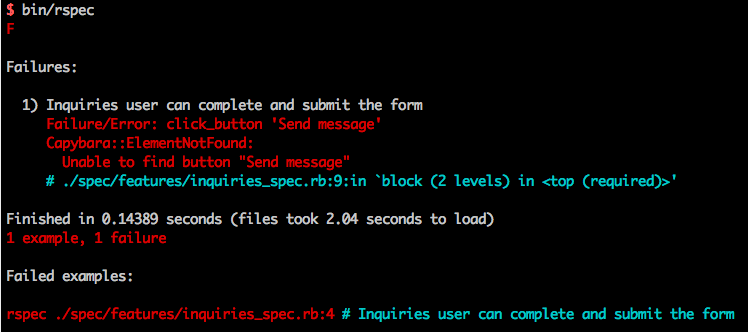 $ bin/rspec
F
Failures:
1) Inquiries user can complete and submit the form
Failure/Error: click_button 'Send message'
Capybara::ElementNotFound:
Unable to find button "Send message"
# ./spec/features/inquiries_spec.rb:9:in `block (2 levels) in <top (required)>'
Finished in 0.14389 seconds (files took 2.04 seconds to load)
1 example, 1 failure
Failed examples:
rspec ./spec/features/inquiries_spec.rb:4 # Inquiries user can complete and submit the form